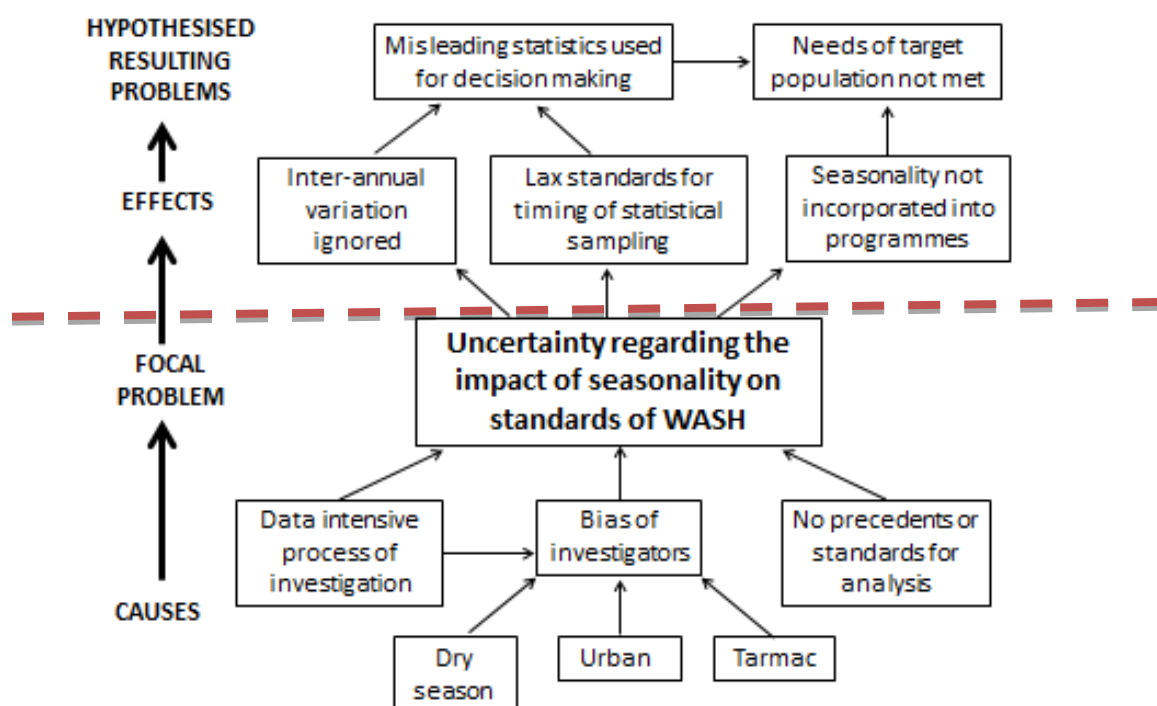 HYPOTHESISED
RESULTING
PROBLEMS
Misleading statistics used
for decision making
Needs of target
population not met
EFFECTS
Inter-annual
variation
ignored
Lax standards for
timing of statistical
sampling
Seasonality not
incorporated into
programmes
FOCAL
PROBLEM
Uncertainty regarding the
impact of seasonality on
standards of WASH
Data intensive
process of
investigation
Bias of
investigators
No precedents or
standards for
analysis
CAUSES
Dry
season
Urban
Tarmac